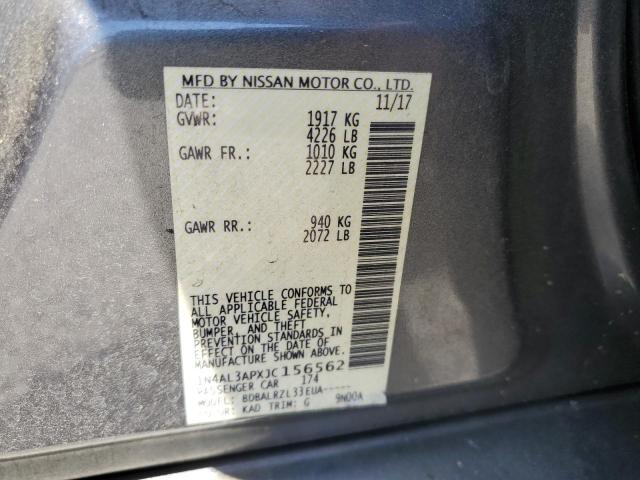 MFD BY NISSAN MOTOR CO., LTD.
DATE: 11/17
GVWR: 1917 KG
4226 LB
GAWR FR.: 1010 KG
2227 LB
GAWR RR.: 940 KG
2072 LB
THIS VEHICLE CONFORMS TO
ALL APPLICABLE FEDERAL
MOTOR VEHICLE SAFETY,
BUMPER, AND THEFT
PREVENTION STANDARDS IN
EFFECT ON THE DATE OF
MANUFACTURE SHOWN ABOVE.
1N4AL3APXJC156562
PASSENGER CAR 174
MODEL: BDBALRZL33EUA-----
COLOR: KAD TRIM: G 9N00A